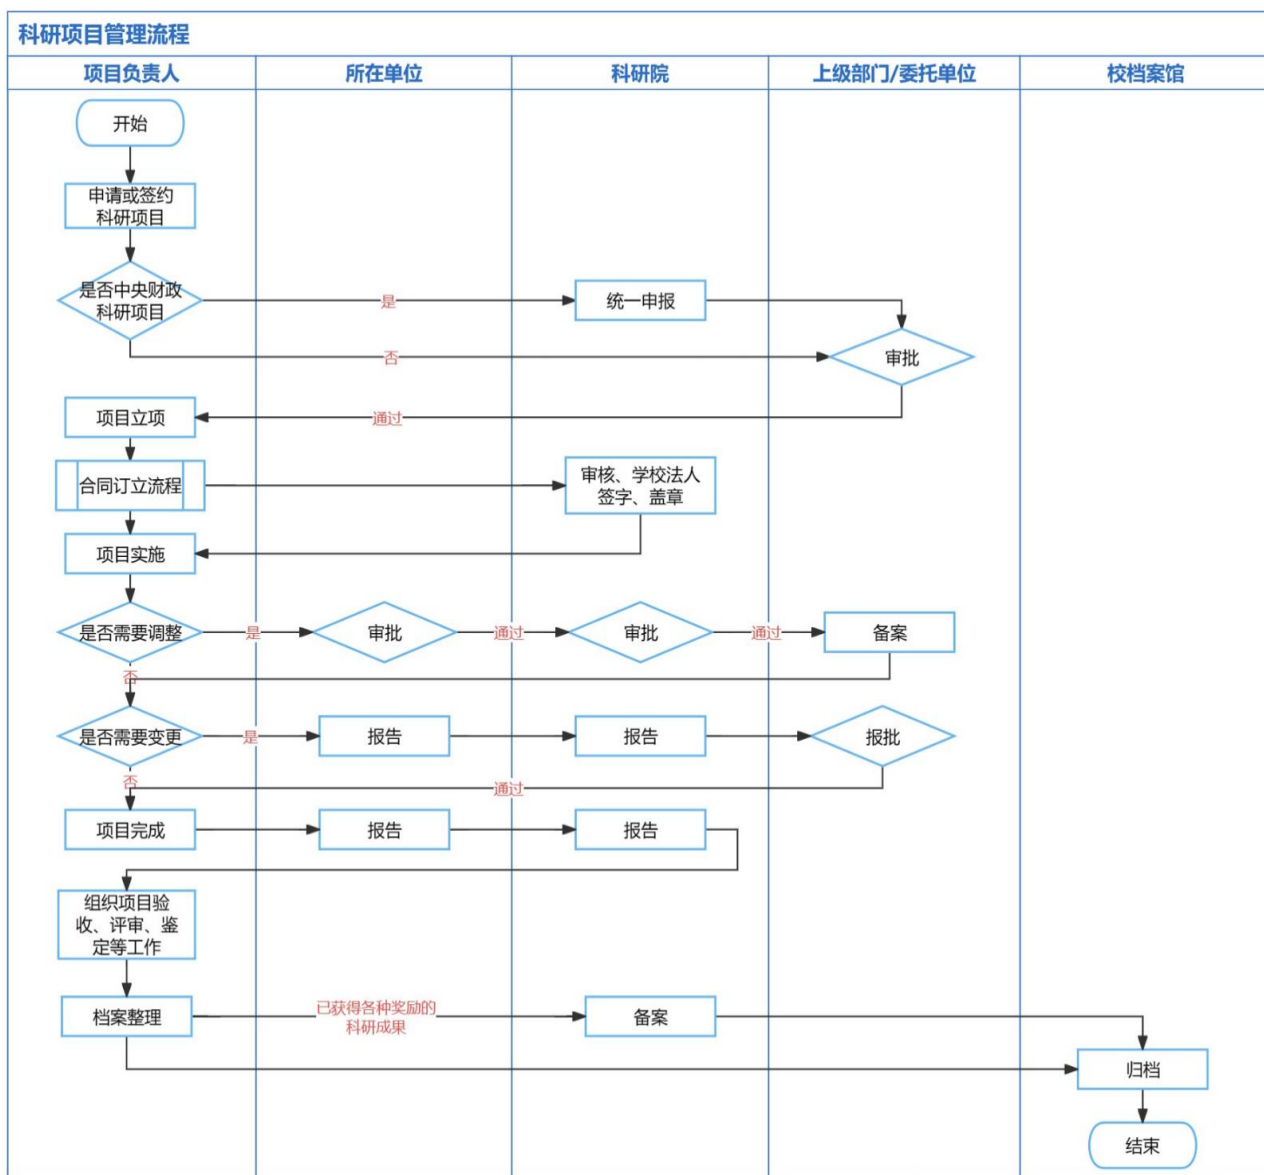 科研项目管理流程
项目负责人
所在单位
科研院
上级部门/委托单位
校档案馆
开始
申请或签约
科研项目
是否中央财政
科研项目
是
统一申报
否
审批
项目立项
通过
合同订立流程
审核、学校法人
签字、盖章
项目实施
是否需要调整
是
审批
通过
审批
通过
备案
否
是否需要变更
是
报告
报告
报批
否
通过
项目完成
报告
报告
组织项目验
收、评审、鉴
定等工作
档案整理
已获得各种奖励的
科研成果
备案
归档
结束